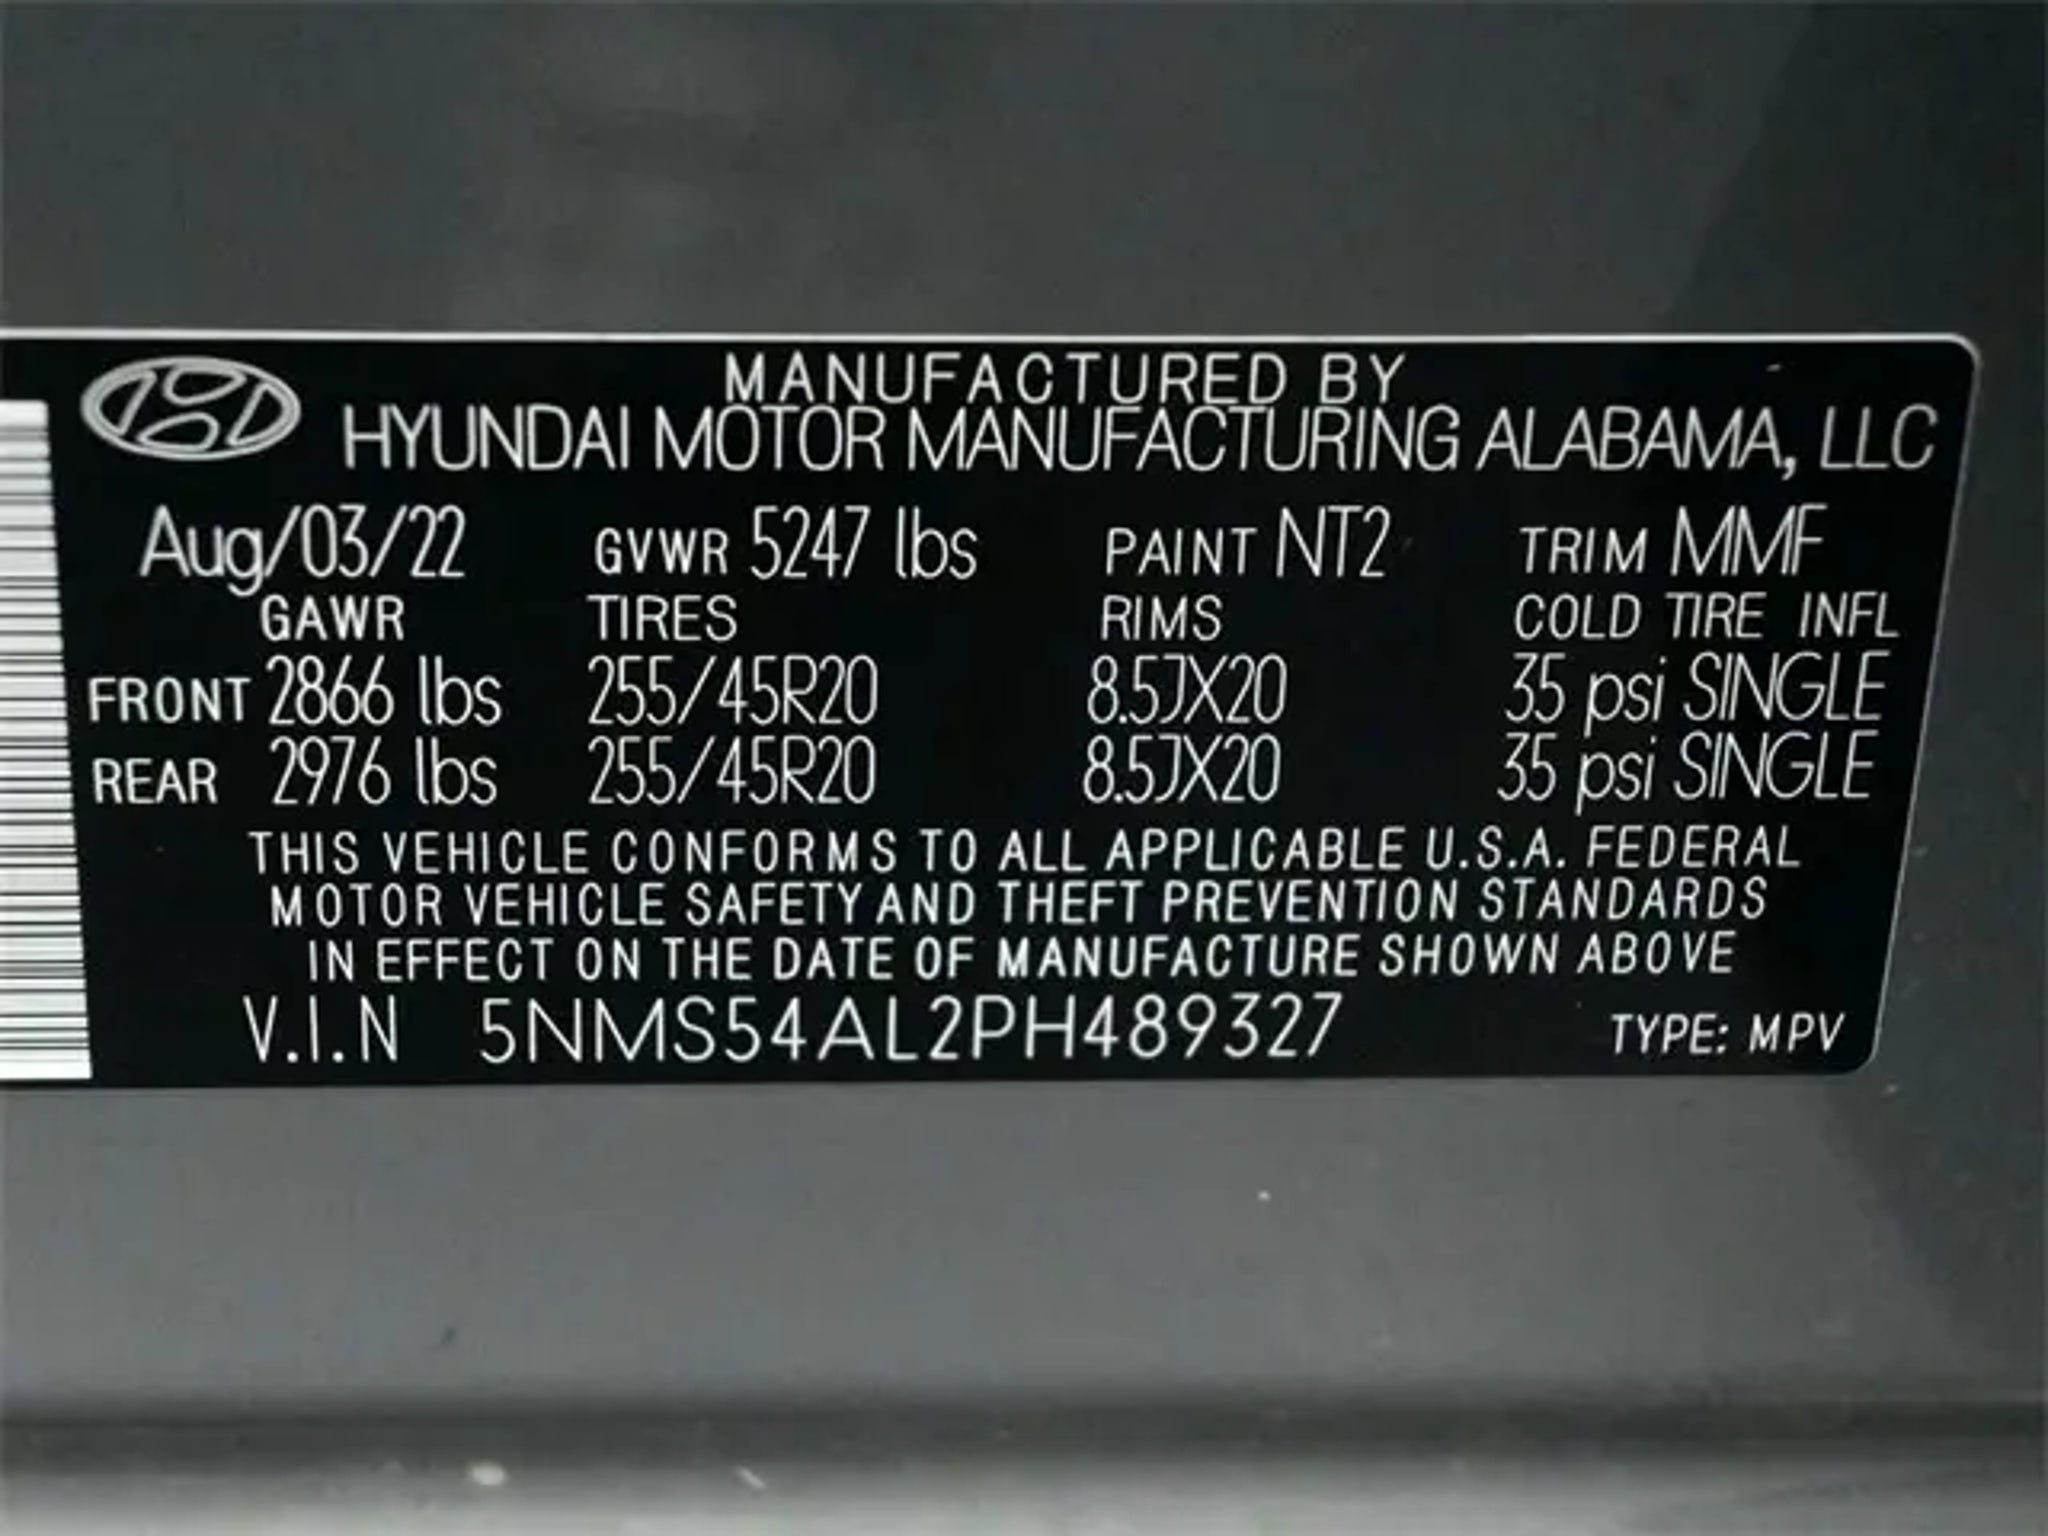 MANUFACTURED BY
HYUNDAI MOTOR MANUFACTURING ALABAMA, LLC
Aug/03/22 GVWR 5247 lbs PAINT NT2 TRIM MMF
GAWR TIRES RIMS COLD TIRE INFL
FRONT 2866 lbs 255/45R20 8.5JX20 35 psi SINGLE
REAR 2976 lbs 255/45R20 8.5JX20 35 psi SINGLE
THIS VEHICLE CONFORMS TO ALL APPLICABLE U.S.A. FEDERAL
MOTOR VEHICLE SAFETY AND THEFT PREVENTION STANDARDS
IN EFFECT ON THE DATE OF MANUFACTURE SHOWN ABOVE
V.I.N 5NMS54AL2PH489327 TYPE: MPV